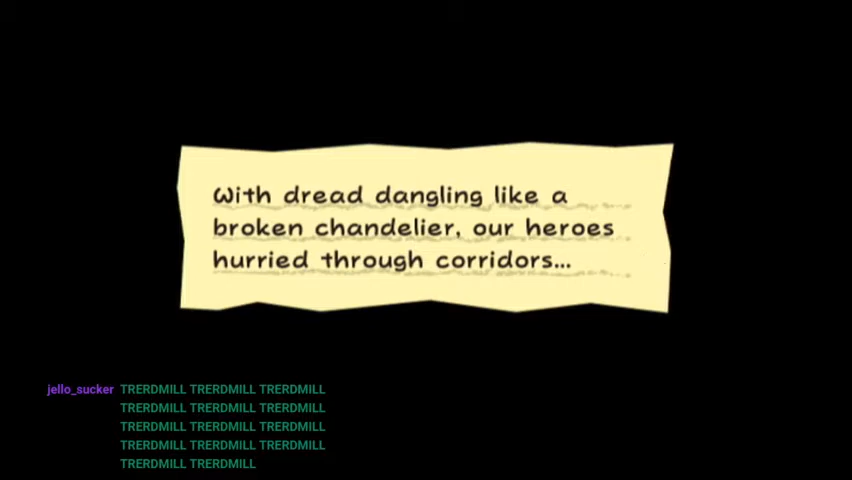 With dread dangling like a
broken chandelier, our heroes
hurried through corridors...
jello_sucker TRERDMILL TRERDMILL TRERDMILL
TRERDMILL TRERDMILL TRERDMILL
TRERDMILL TRERDMILL TRERDMILL
TRERDMILL TRERDMILL TRERDMILL
TRERDMILL TRERDMILL